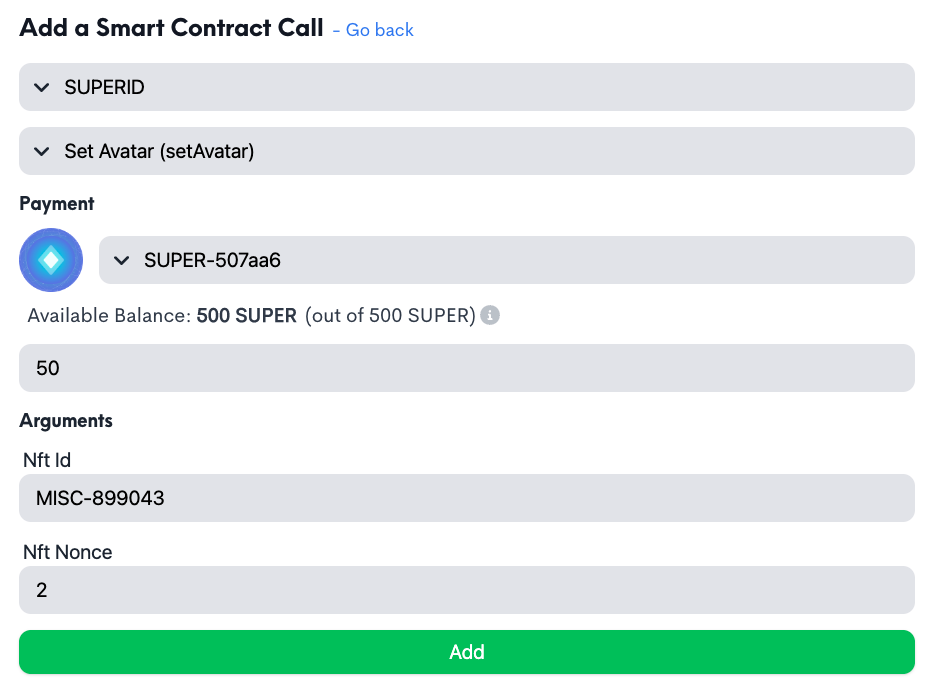 Add a Smart Contract Call - Go back
SUPERID
Set Avatar (setAvatar)
Payment
SUPER-507aa6
Available Balance: 500 SUPER (out of 500 SUPER) i
50
Arguments
Nft Id
MISC-899043
Nft Nonce
2
Add